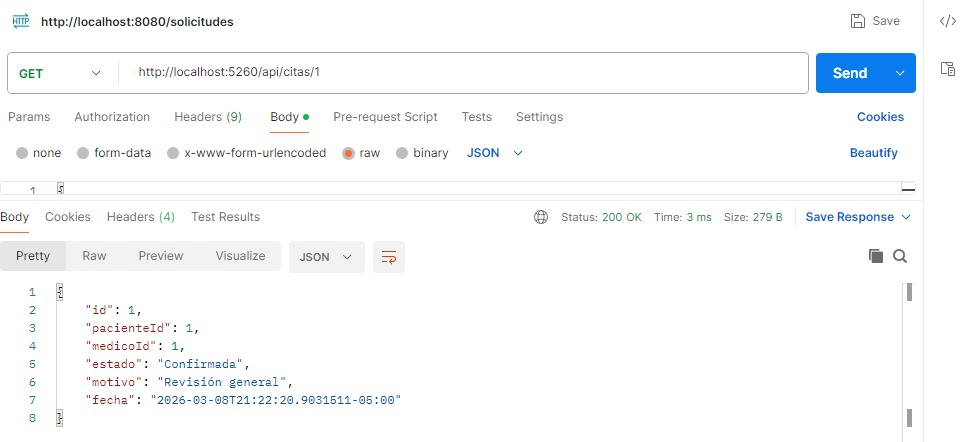 HTTP http://localhost:8080/solicitudes Save </>
GET http://localhost:5260/api/citas/1 Send
Params Authorization Headers (9) Body Pre-request Script Tests Settings Cookies
none form-data x-www-form-urlencoded raw binary JSON Beautify
1 {
Body Cookies Headers (4) Test Results Status: 200 OK Time: 3 ms Size: 279 B Save Response
Pretty Raw Preview Visualize JSON
1 {
2 "id": 1,
3 "pacienteId": 1,
4 "medicoId": 1,
5 "estado": "Confirmada",
6 "motivo": "Revisión general",
7 "fecha": "2026-03-08T21:22:20.9031511-05:00"
8 }